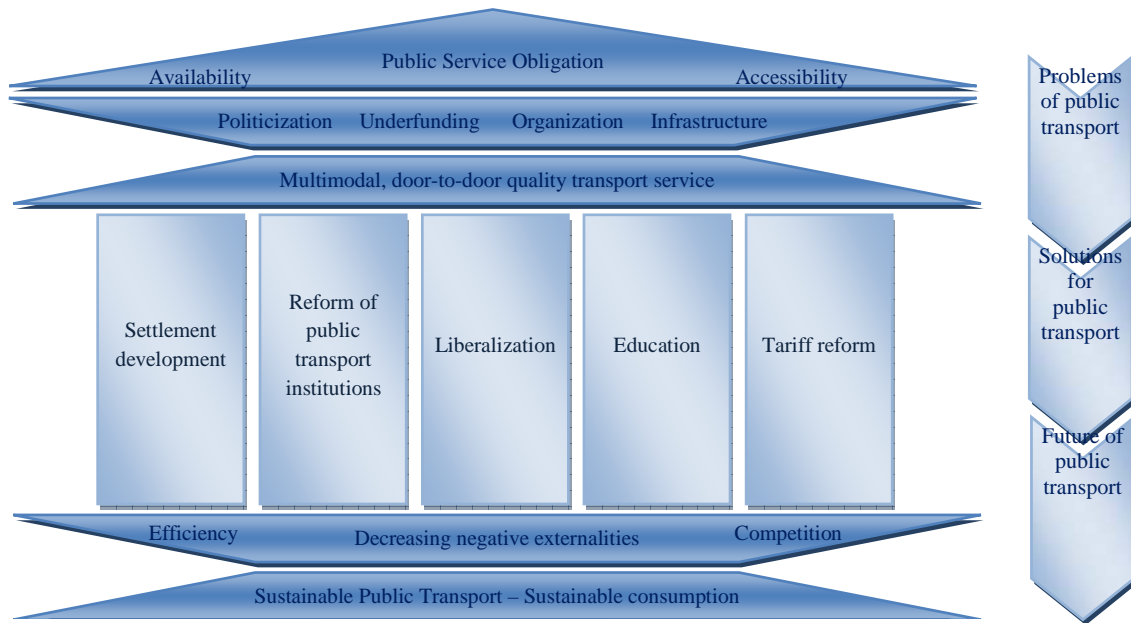 Public Service Obligation
Availability
Accessibility
Politicization Underfunding Organization Infrastructure
Multimodal, door-to-door quality transport service
Settlement
development
Reform of
public
transport
institutions
Liberalization
Education
Tariff reform
Efficiency
Decreasing negative externalities
Competition
Sustainable Public Transport – Sustainable consumption
Problems
of public
transport
Solutions
for
public
transport
Future of
public
transport